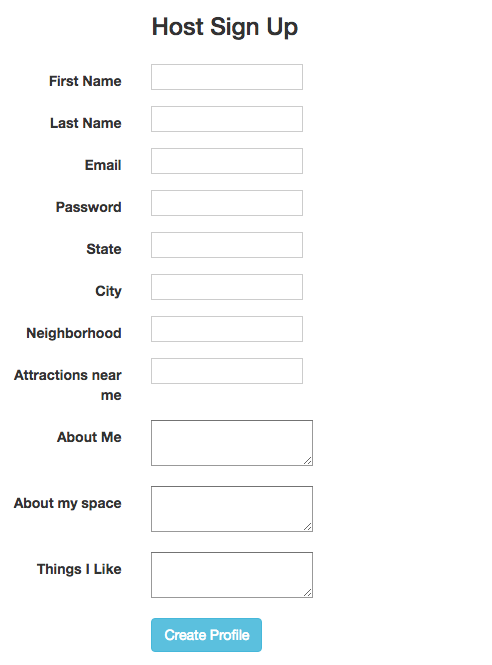 Host Sign Up
First Name
Last Name
Email
Password
State
City
Neighborhood
Attractions near
me
About Me
About my space
Things I Like
Create Profile